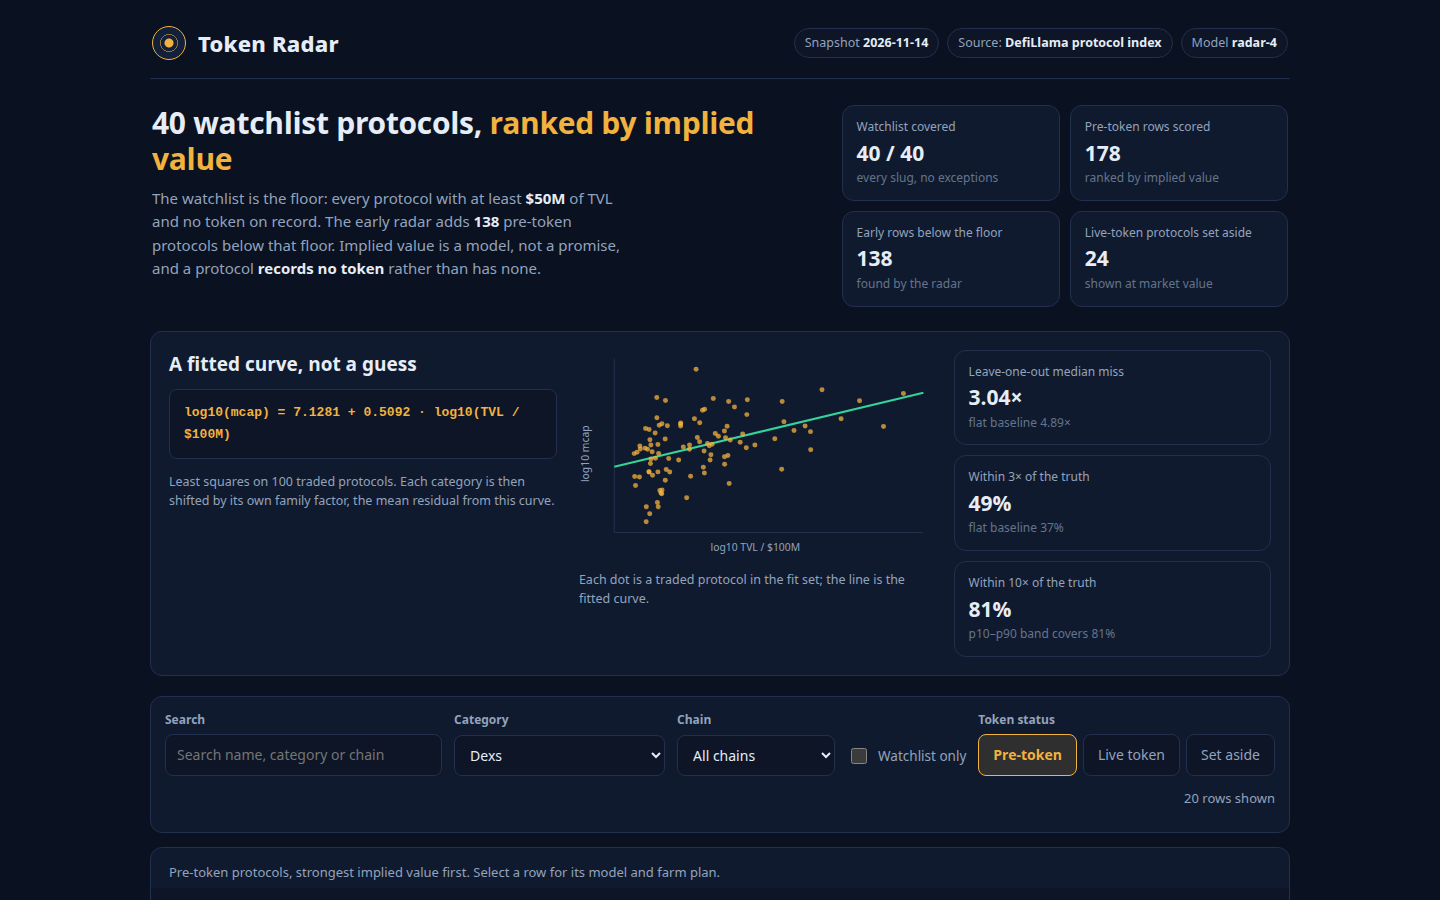 Token Radar
Snapshot 2026-11-14
Source: DefiLlama protocol index
Model radar-4
40 watchlist protocols, ranked by implied
value
The watchlist is the floor: every protocol with at least $50M of TVL
and no token on record. The early radar adds 138 pre-token
protocols below that floor. Implied value is a model, not a promise,
and a protocol records no token rather than has none.
Watchlist covered
40 / 40
every slug, no exceptions
Pre-token rows scored
178
ranked by implied value
Early rows below the floor
138
found by the radar
Live-token protocols set aside
24
shown at market value
A fitted curve, not a guess
log10(mcap) = 7.1281 + 0.5092 · log10(TVL /
$100M)
Least squares on 100 traded protocols. Each category is then
shifted by its own family factor, the mean residual from this curve.
log10 mcap
log10 TVL / $100M
Each dot is a traded protocol in the fit set; the line is the
fitted curve.
Leave-one-out median miss
3.04×
flat baseline 4.89×
Within 3× of the truth
49%
flat baseline 37%
Within 10× of the truth
81%
p10–p90 band covers 81%
Search
Search name, category or chain
Category
Dexs
Chain
All chains
Watchlist only
Token status
Pre-token
Live token
Set aside
20 rows shown
Pre-token protocols, strongest implied value first. Select a row for its model and farm plan.